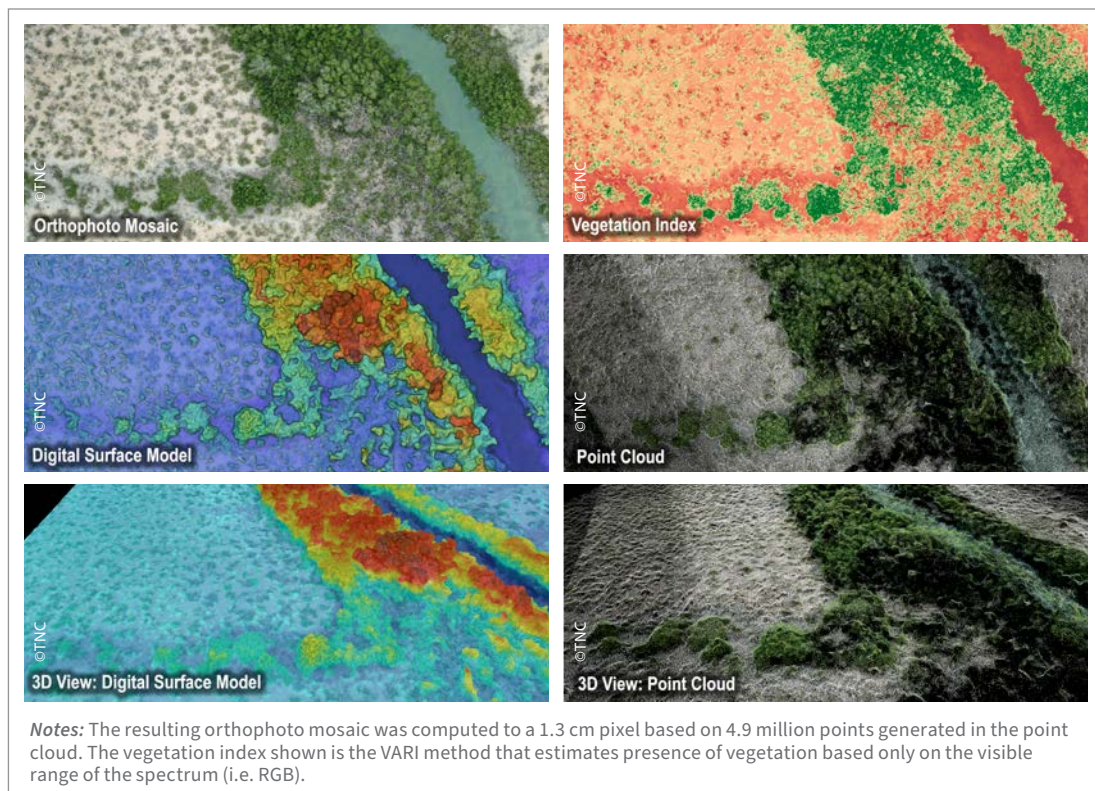 ©TNC
Orthophoto Mosaic
©TNC
Vegetation Index
©TNC
Digital Surface Model
©TNC
Point Cloud
©TNC
3D View: Digital Surface Model
©TNC
3D View: Point Cloud
Notes: The resulting orthophoto mosaic was computed to a 1.3 cm pixel based on 4.9 million points generated in the point
cloud. The vegetation index shown is the VARI method that estimates presence of vegetation based only on the visible
range of the spectrum (i.e. RGB).